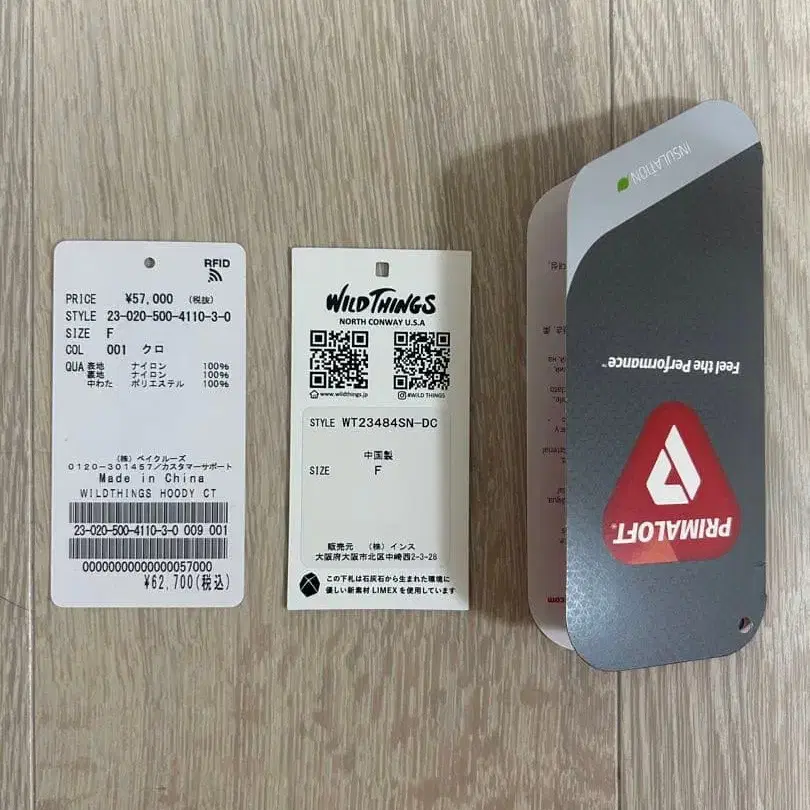 RFID
PRICE ¥57,000 (税抜)
STYLE 23-020-500-4110-3-0
SIZE F
COL 001 クロ
QUA 表地 ナイロン 100%
裏地 ナイロン 100%
中わた ポリエステル 100%
(株) ベイクルーズ
0120-301457/カスタマーサポート
Made in China
WILDTHINGS HOODY CT
23-020-500-4110-3-0 009 001
00000000000000057000
¥62,700(税込)
WILD THINGS
NORTH CONWAY U.S.A
www.wildthings.jp
#WILD THINGS
STYLE WT23484SN-DC
中国製
SIZE F
販売元 (株) インス
大阪府大阪市北区中崎西2-3-28
この下札は石灰石から生まれた環境に
優しい新素材 LIMEX を使用しています
INSULATION
Feel the Performance™
PRIMALOFT®